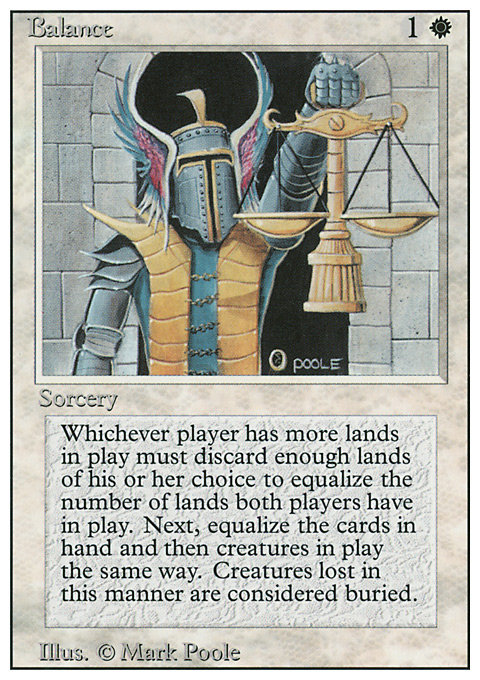 Balance 1
POOLE
Sorcery
Whichever player has more lands
in play must discard enough lands
of his or her choice to equalize the
number of lands both players have
in play. Next, equalize the cards in
hand and then creatures in play
the same way. Creatures lost in
this manner are considered buried.
Illus. © Mark Poole